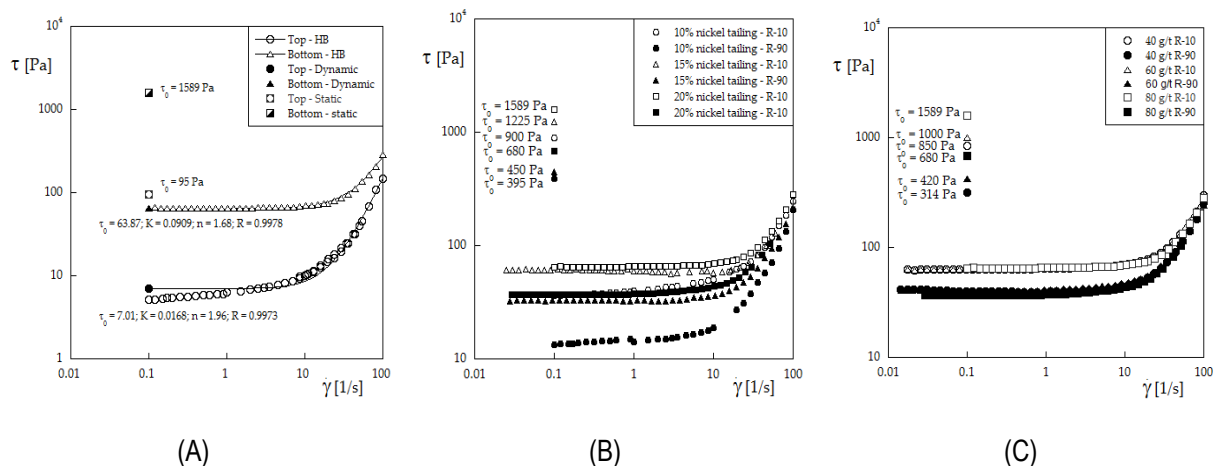 10⁴
τ [Pa]
1000
100
10
1
0.01
0.1
1
10
100
γ̇ [1/s]
Top - HB
Bottom - HB
Top - Dynamic
Bottom - Dynamic
Top - Static
Bottom - static
τ₀ = 1589 Pa
τ₀ = 95 Pa
τ₀ = 63.87; K = 0.0909; n = 1.68; R = 0.9978
τ₀ = 7.01; K = 0.0168; n = 1.96; R = 0.9973
(A)
10⁴
τ [Pa]
1000
100
10
0.01
0.1
1
10
100
γ̇ [1/s]
10% nickel tailing - R-10
10% nickel tailing - R-90
15% nickel tailing - R-10
15% nickel tailing - R-90
20% nickel tailing - R-10
20% nickel tailing - R-90
τ₀ = 1589 Pa
τ₀ = 1225 Pa
τ₀ = 900 Pa
τ₀ = 680 Pa
τ₀ = 450 Pa
τ₀ = 395 Pa
(B)
10⁴
τ [Pa]
1000
100
10
0.01
0.1
1
10
100
γ̇ [1/s]
40 g/t R-10
40 g/t R-90
60 g/t R-10
60 g/t R-90
80 g/t R-10
80 g/t R-90
τ₀ = 1589 Pa
τ₀ = 1000 Pa
τ₀ = 850 Pa
τ₀ = 680 Pa
τ₀ = 420 Pa
τ₀ = 314 Pa
(C)